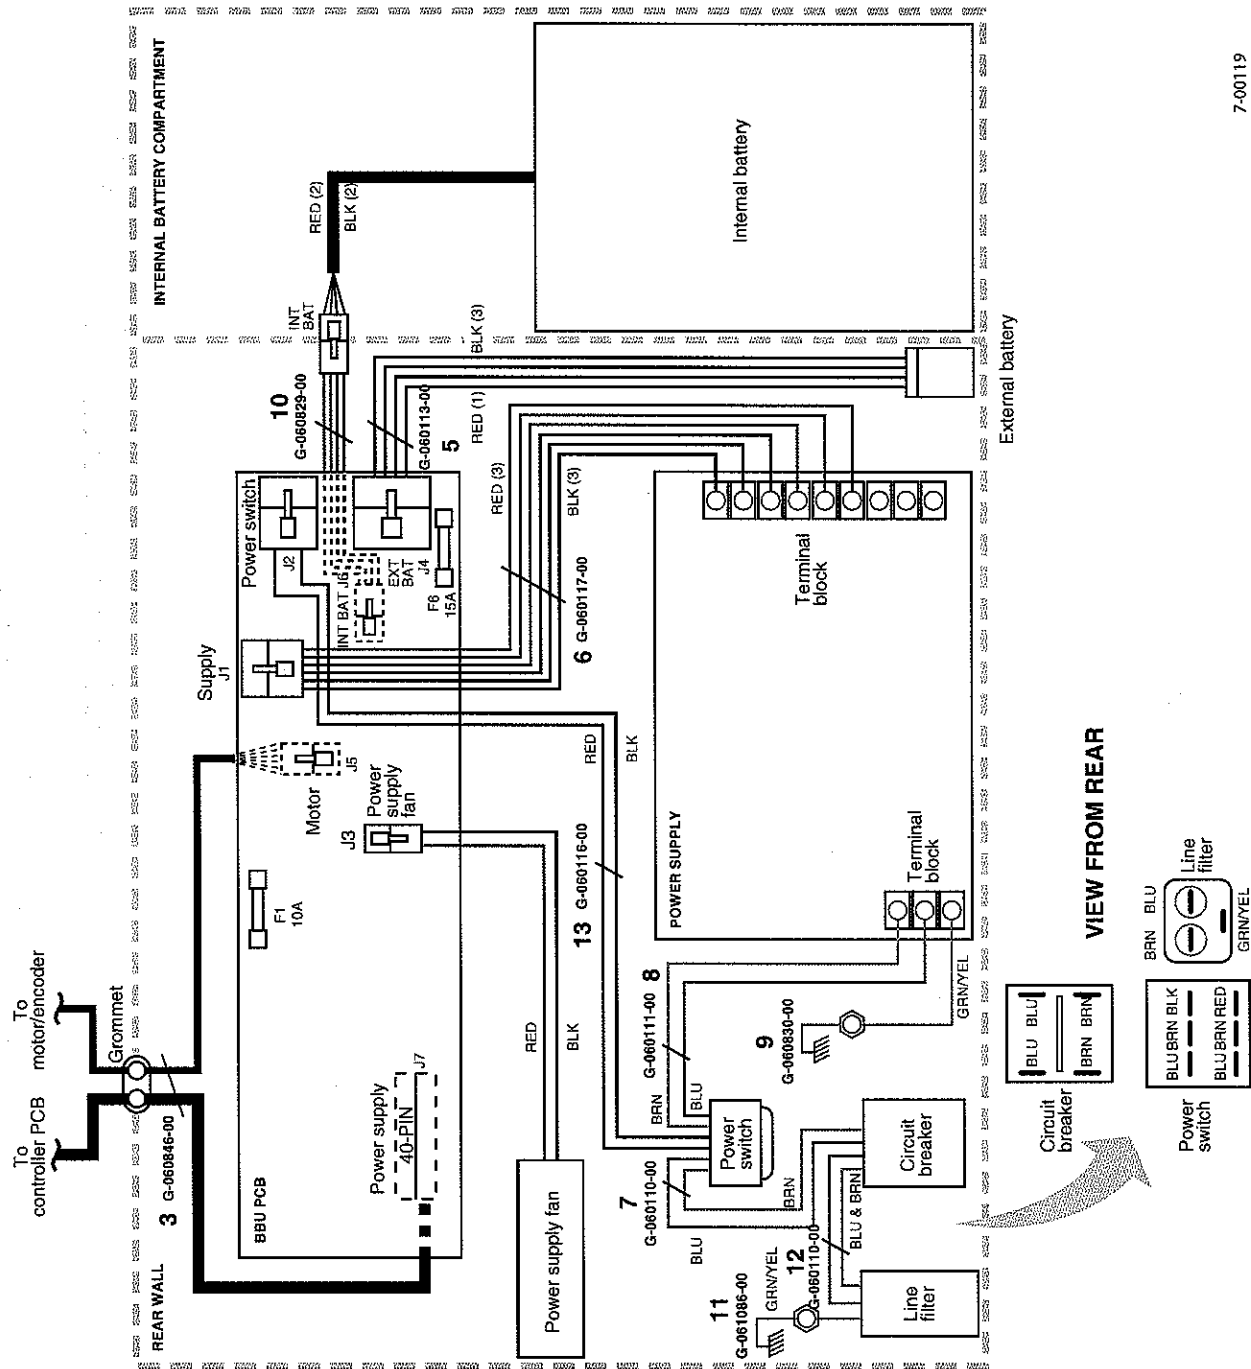 7-00119
INTERNAL BATTERY COMPARTMENT
RED (2)
BLK (2)
INT
BAT
Internal battery
External battery
BLK (3)
RED (1)
10
G-060829-00
G-060113-00
5
RED (3)
BLK (3)
6 G-060117-00
Power switch
J2
INT BAT J6
EXT
BAT
J4
F6
15A
Supply
J1
Motor
J5
J3
Power
supply
fan
F1
10A
To
motor/encoder
To
controller PCB
Grommet
3 G-060846-00
REAR WALL
BBU PCB
Power supply
40-PIN
J7
RED
BLK
Power supply fan
RED
BLK
13 G-060116-00
POWER SUPPLY
Terminal
block
Terminal
block
G-060111-00 8
BRN
BLU
9
G-060830-00
GRN/YEL
Power
switch
7
G-060110-00
BLU
BRN
Circuit
breaker
BLU & BRN
12
G-060110-00
11
G-061086-00
GRN/YEL
Line
filter
VIEW FROM REAR
Circuit
breaker
BLU BLU
BRN BRN
Power
switch
BLU BRN BLK
BLU BRN RED
BRN BLU
Line
filter
GRN/YEL